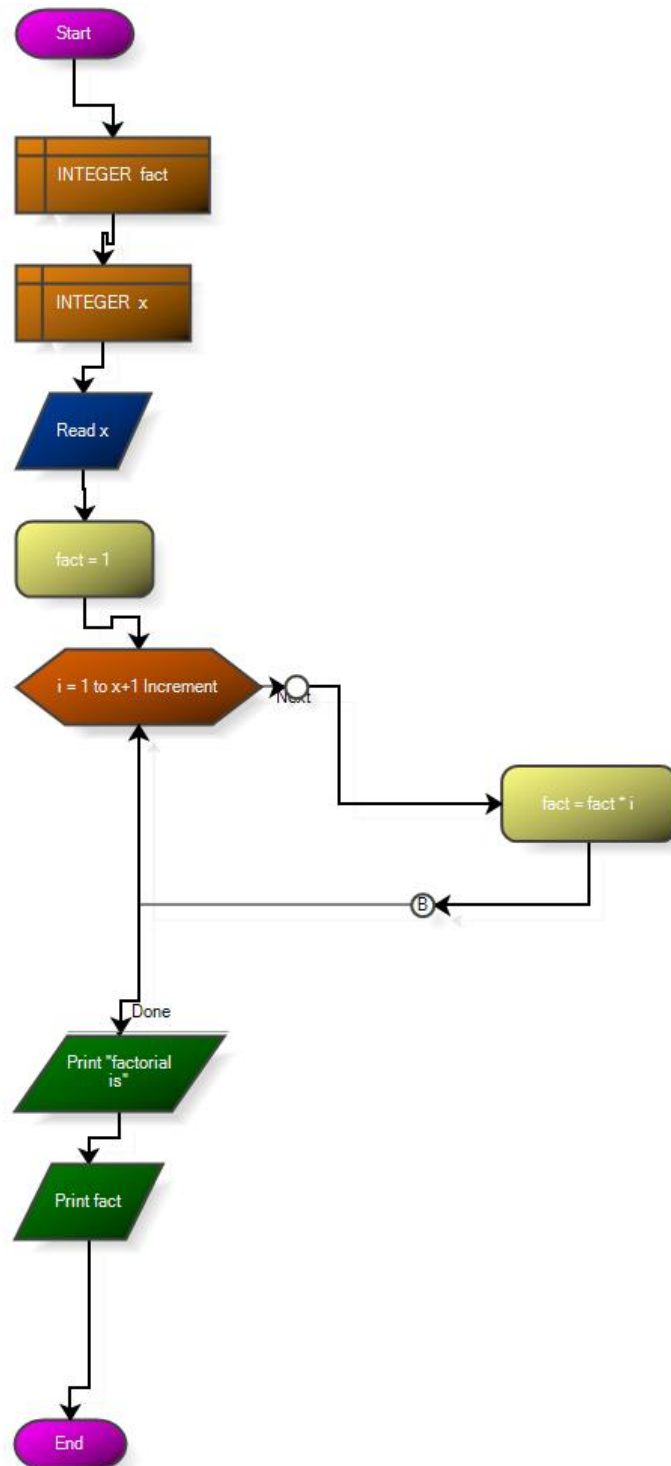 Start
INTEGER fact
INTEGER x
Read x
fact = 1
i = 1 to x+1 Increment
Next
fact = fact * i
B
Done
Print "factorial
is"
Print fact
End